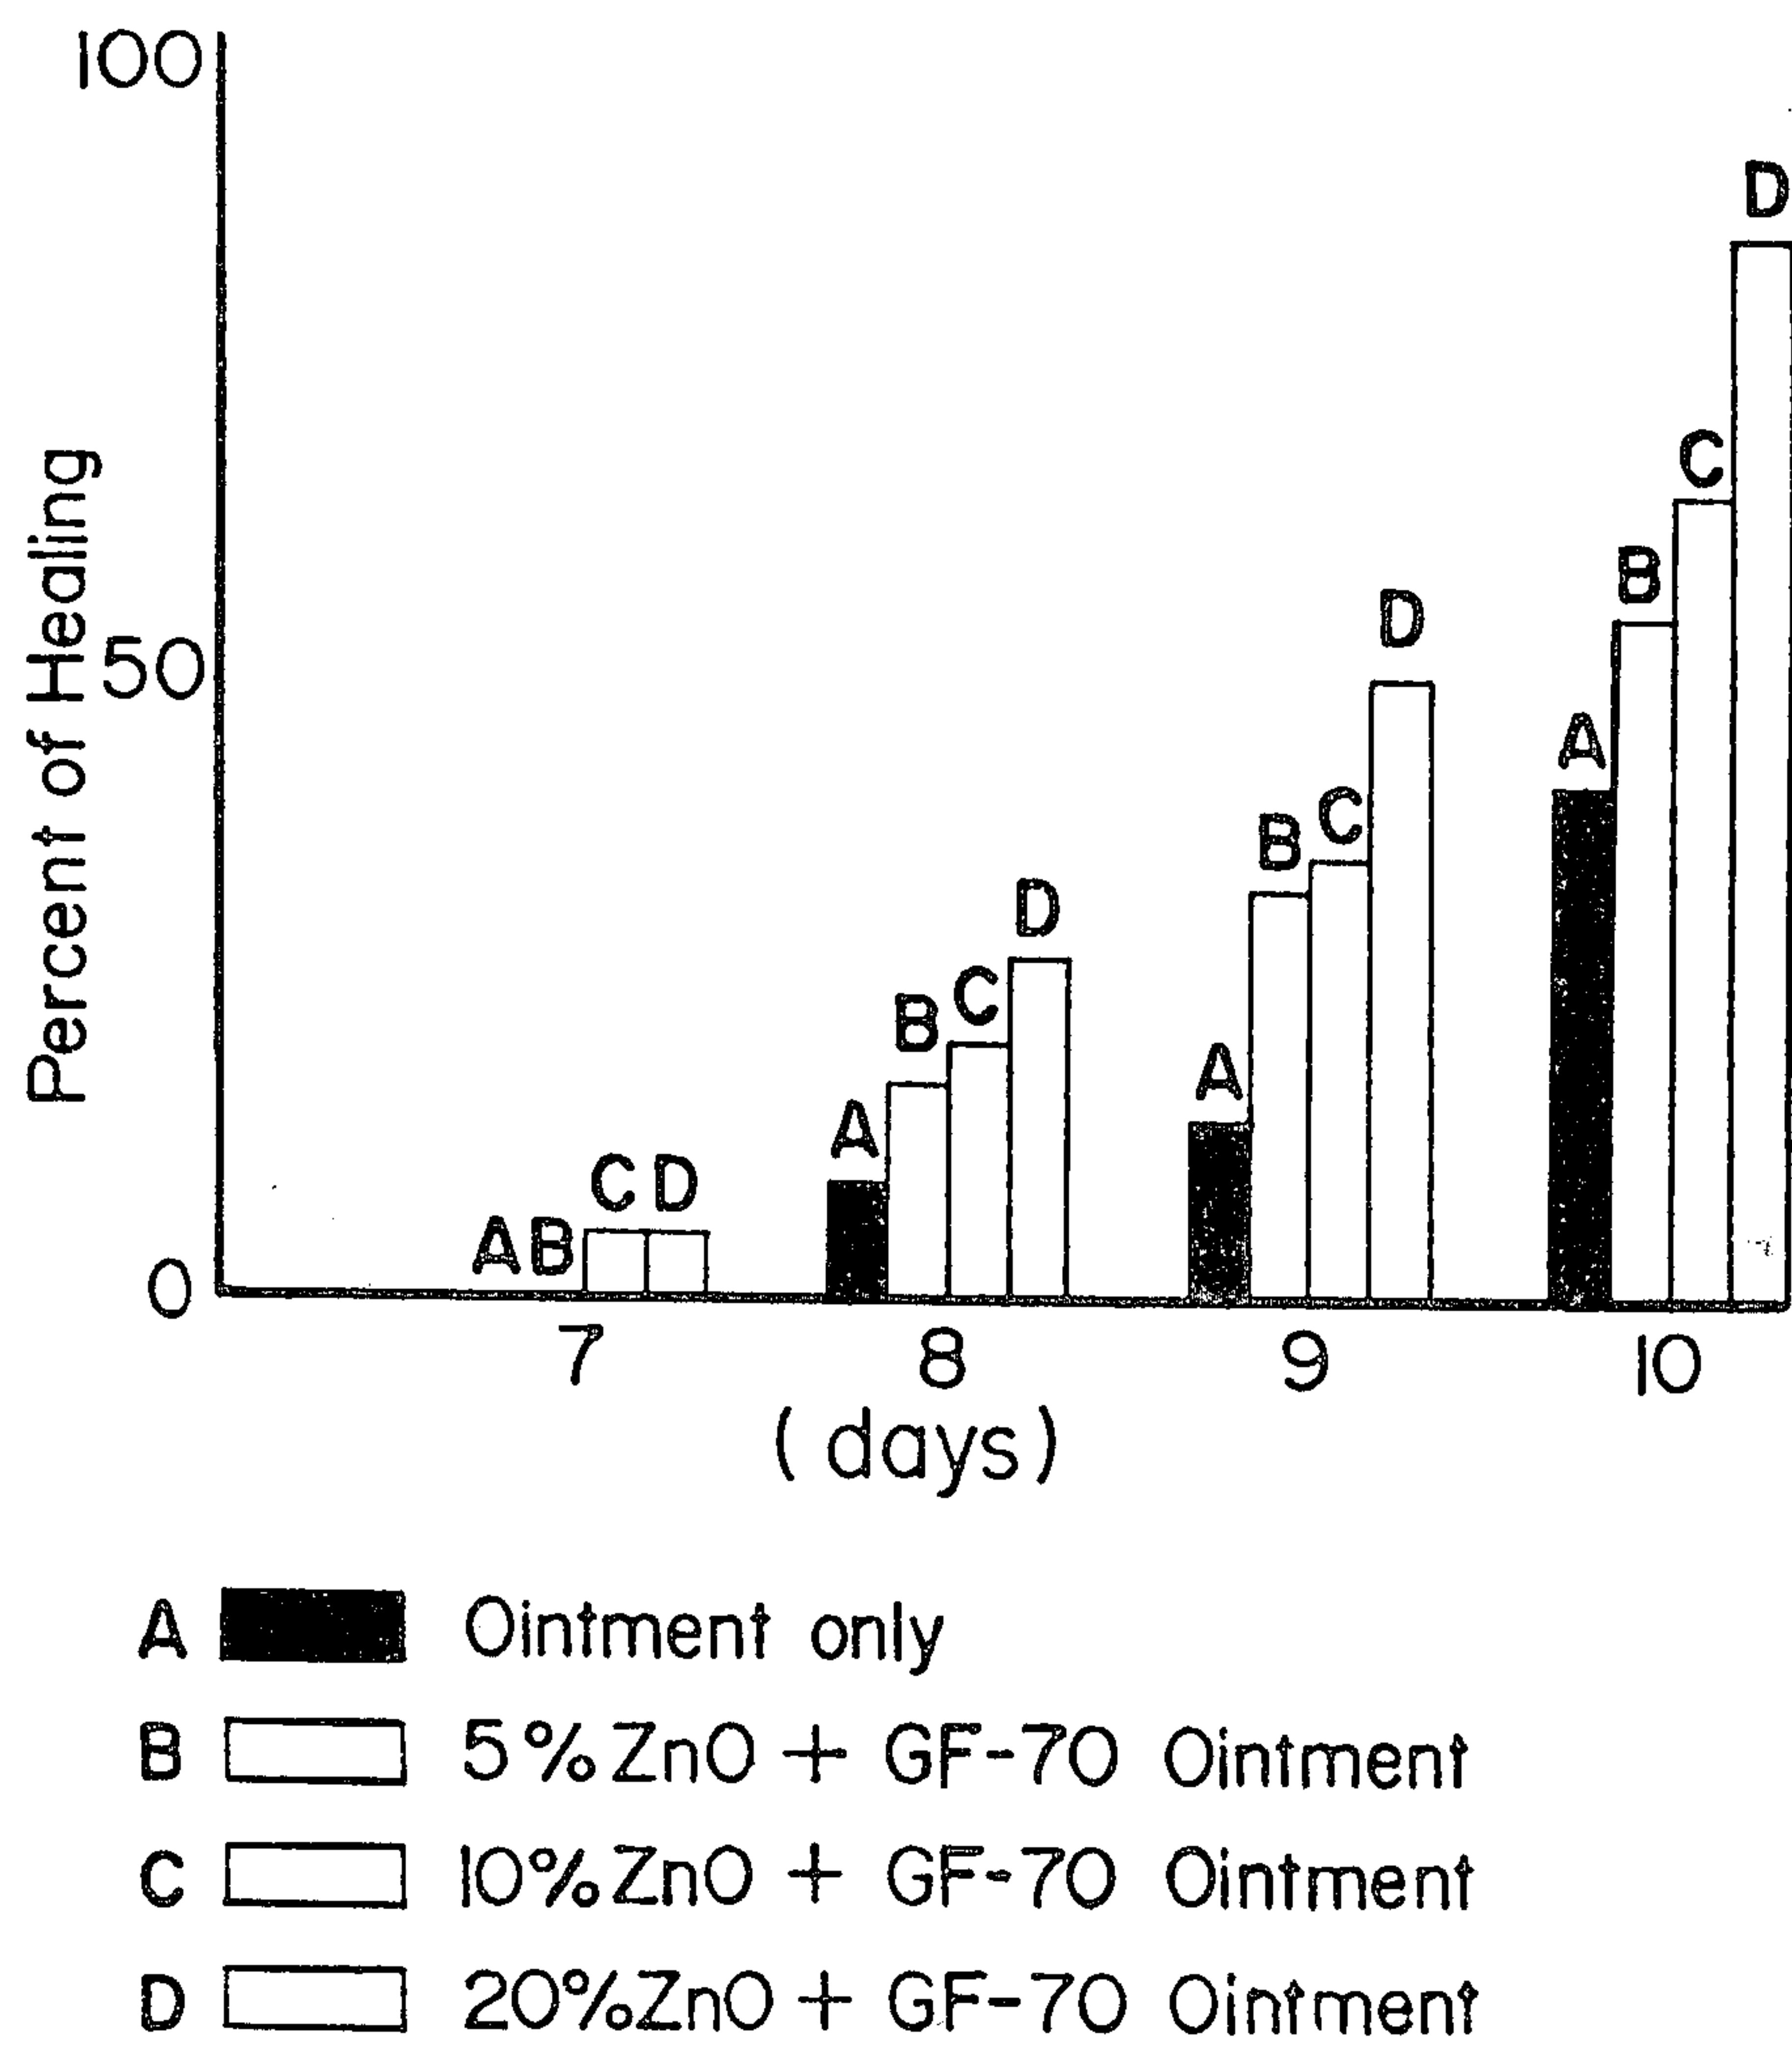 100
50
0
Percent of Healing
A B C D
A B C D
A B C D
A B C D
7 8 9 10
(days)
A Ointment only
B 5% ZnO + GF-70 Ointment
C 10% ZnO + GF-70 Ointment
D 20% ZnO + GF-70 Ointment